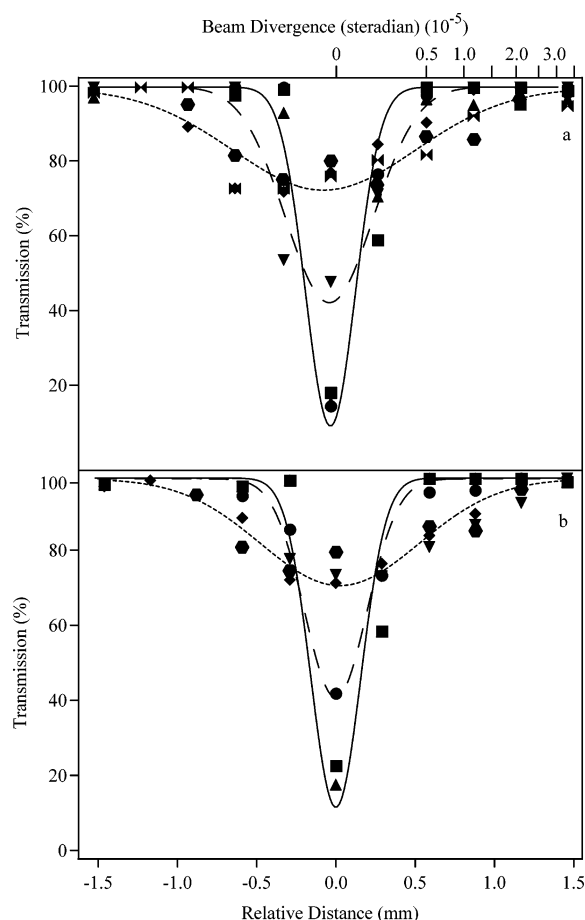 Beam Divergence (steradian) (10-5)
0 0.5 1.0 2.0 3.0
100
a
80
60
40
20
Transmission (%)
100
b
80
60
40
20
0
Transmission (%)
-1.5 -1.0 -0.5 0.0 0.5 1.0 1.5
Relative Distance (mm)